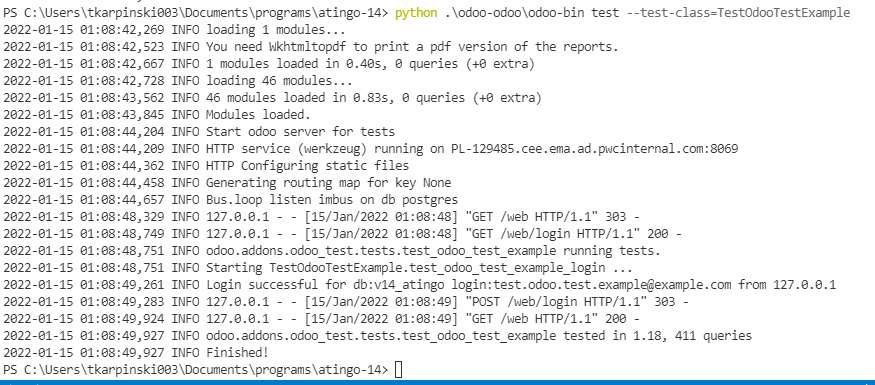 PS C:\Users\tkarpinski003\Documents\programs\atingo-14> python .\odoo-odoo\odoo-bin test --test-class=TestOdooTestExample
2022-01-15 01:08:42,269 INFO loading 1 modules...
2022-01-15 01:08:42,523 INFO You need Wkhtmltopdf to print a pdf version of the reports.
2022-01-15 01:08:42,667 INFO 1 modules loaded in 0.40s, 0 queries (+0 extra)
2022-01-15 01:08:42,728 INFO loading 46 modules...
2022-01-15 01:08:43,562 INFO 46 modules loaded in 0.83s, 0 queries (+0 extra)
2022-01-15 01:08:43,845 INFO Modules loaded.
2022-01-15 01:08:44,204 INFO Start odoo server for tests
2022-01-15 01:08:44,209 INFO HTTP service (werkzeug) running on PL-129485.cee.ema.ad.pwcinternal.com:8069
2022-01-15 01:08:44,362 INFO HTTP Configuring static files
2022-01-15 01:08:44,458 INFO Generating routing map for key None
2022-01-15 01:08:44,657 INFO Bus.loop listen imbus on db postgres
2022-01-15 01:08:48,329 INFO 127.0.0.1 - - [15/Jan/2022 01:08:48] "GET /web HTTP/1.1" 303 -
2022-01-15 01:08:48,749 INFO 127.0.0.1 - - [15/Jan/2022 01:08:48] "GET /web/login HTTP/1.1" 200 -
2022-01-15 01:08:48,751 INFO odoo.addons.odoo_test.tests.test_odoo_test_example running tests.
2022-01-15 01:08:48,751 INFO Starting TestOdooTestExample.test_odoo_test_example_login ...
2022-01-15 01:08:49,261 INFO Login successful for db:v14_atingo login:test.odoo.test.example@example.com from 127.0.0.1
2022-01-15 01:08:49,283 INFO 127.0.0.1 - - [15/Jan/2022 01:08:49] "POST /web/login HTTP/1.1" 303 -
2022-01-15 01:08:49,924 INFO 127.0.0.1 - - [15/Jan/2022 01:08:49] "GET /web HTTP/1.1" 200 -
2022-01-15 01:08:49,927 INFO odoo.addons.odoo_test.tests.test_odoo_test_example tested in 1.18, 411 queries
2022-01-15 01:08:49,927 INFO Finished!
PS C:\Users\tkarpinski003\Documents\programs\atingo-14>